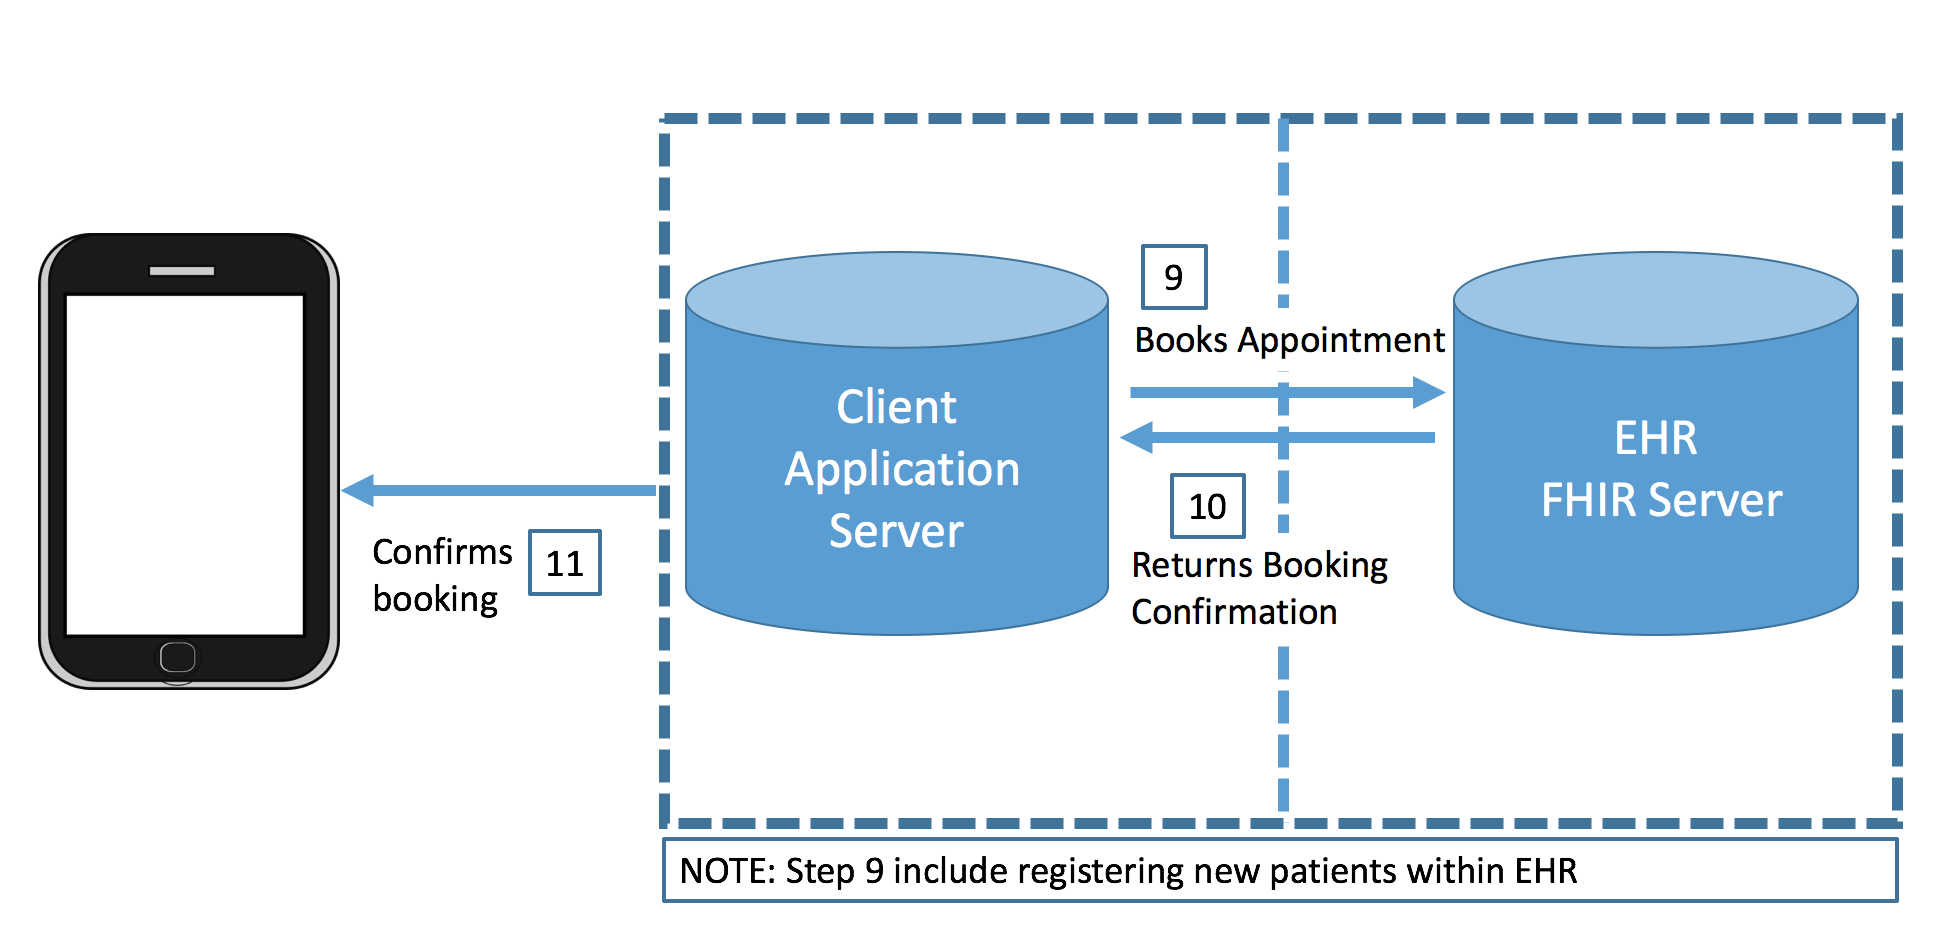 9
Books Appointment
Client
Application
Server
EHR
FHIR Server
10
Returns Booking
Confirmation
Confirms
booking
11
NOTE: Step 9 include registering new patients within EHR